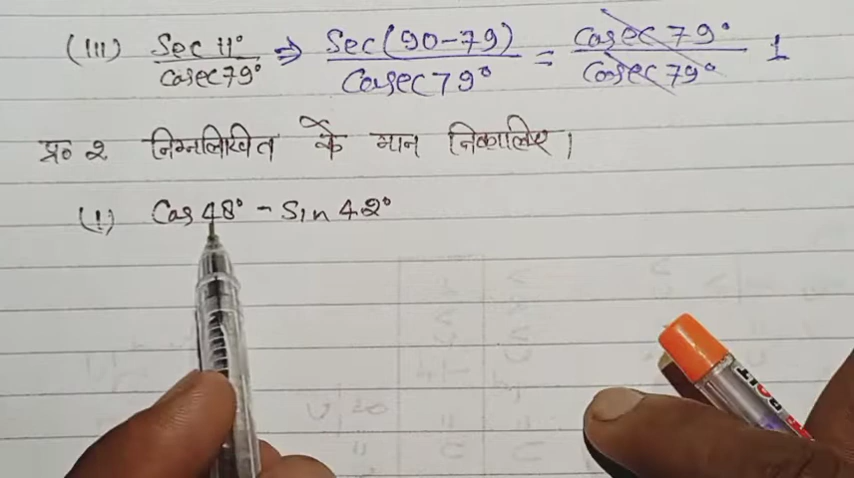 (III) Sec 11°/Cosec 79° ⇒ Sec(90-79)/Cosec 79° = Cosec 79°/Cosec 79° 1
प्र० २ निम्नलिखित के मान निकालिए।
(I) Cos 48° - Sin 42°